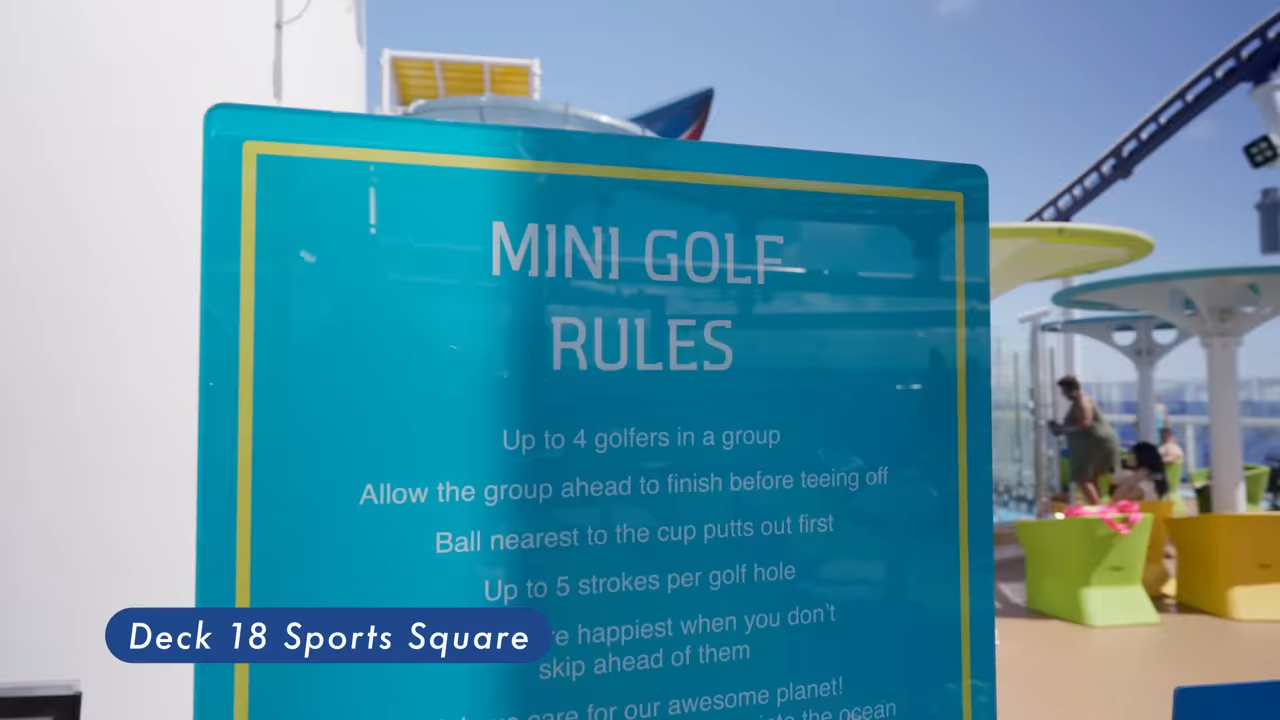 MINI GOLF
RULES
Up to 4 golfers in a group
Allow the group ahead to finish before teeing off
Ball nearest to the cup putts out first
Up to 5 strokes per golf hole
happiest when you don't
skip ahead of them
care for our awesome planet!
the ocean
Deck 18 Sports Square